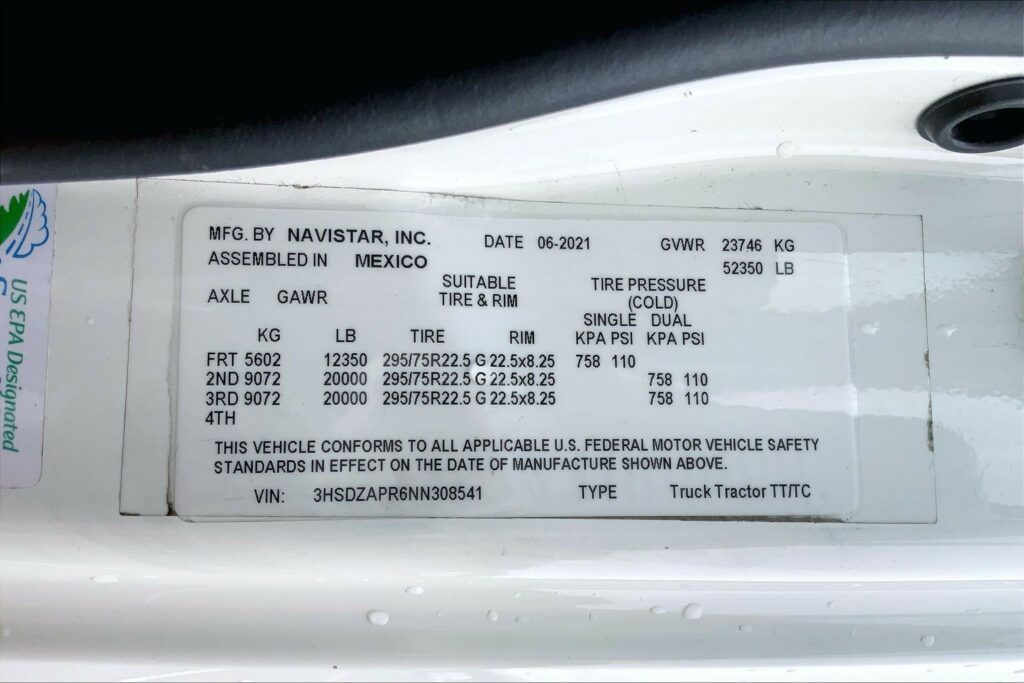 MFG. BY NAVISTAR, INC. DATE 06-2021 GVWR 23746 KG
ASSEMBLED IN MEXICO 52350 LB
AXLE GAWR SUITABLE TIRE PRESSURE
TIRE & RIM (COLD)
SINGLE DUAL
KG LB TIRE RIM KPA PSI KPA PSI
FRT 5602 12350 295/75R22.5 G 22.5x8.25 758 110
2ND 9072 20000 295/75R22.5 G 22.5x8.25 758 110
3RD 9072 20000 295/75R22.5 G 22.5x8.25 758 110
4TH
THIS VEHICLE CONFORMS TO ALL APPLICABLE U.S. FEDERAL MOTOR VEHICLE SAFETY
STANDARDS IN EFFECT ON THE DATE OF MANUFACTURE SHOWN ABOVE.
VIN: 3HSDZAPR6NN308541 TYPE Truck Tractor TT/TC
US EPA Designated